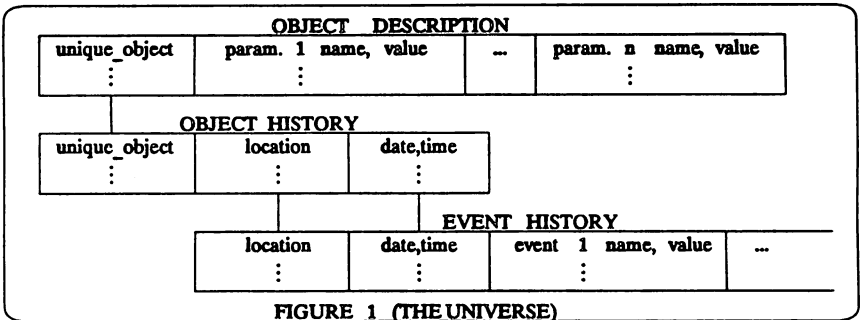 OBJECT DESCRIPTION
unique_object param. 1 name, value ... param. n name, value
⋮ ⋮ ⋮
OBJECT HISTORY
unique_object location date,time
⋮ ⋮ ⋮
EVENT HISTORY
location date,time event 1 name, value ...
⋮ ⋮ ⋮
FIGURE 1 (THE UNIVERSE)